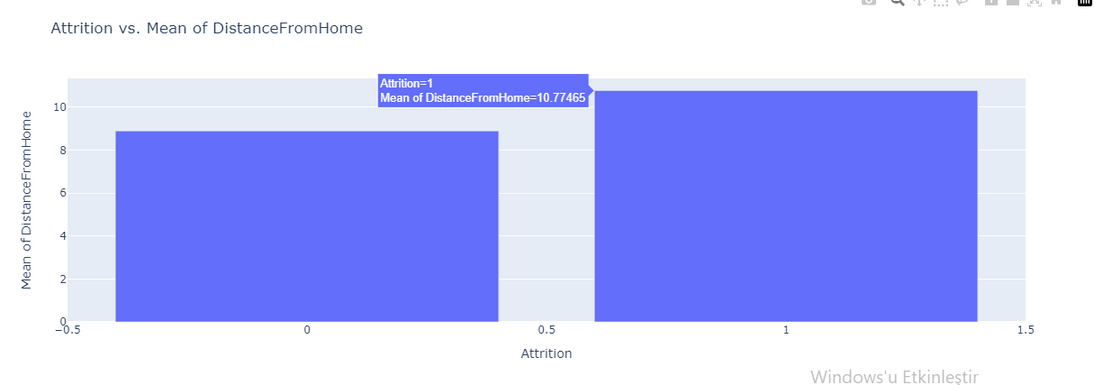 Attrition vs. Mean of DistanceFromHome
Attrition=1
Mean of DistanceFromHome=10.77465
Mean of DistanceFromHome
10
8
6
4
2
0
−0.5
0
0.5
1
1.5
Attrition
Windows'u Etkinleştir